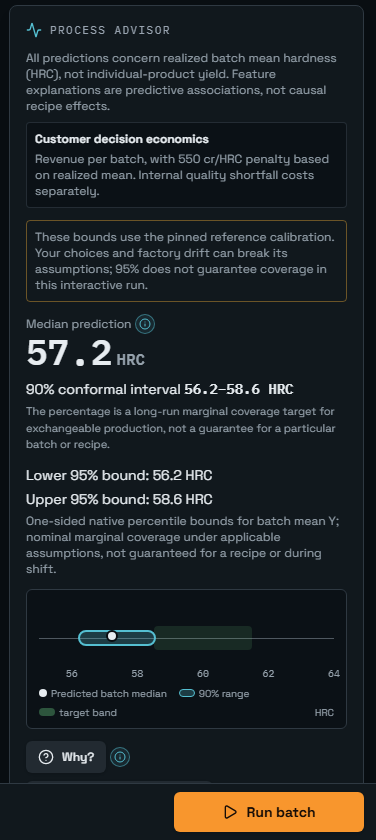 PROCESS ADVISOR
All predictions concern realized batch mean hardness
(HRC), not individual-product yield. Feature
explanations are predictive associations, not causal
recipe effects.
Customer decision economics
Revenue per batch, with 550 cr/HRC penalty based
on realized mean. Internal quality shortfall costs
separately.
These bounds use the pinned reference calibration.
Your choices and factory drift can break its
assumptions; 95% does not guarantee coverage in
this interactive run.
Median prediction
57.2 HRC
90% conformal interval 56.2–58.6 HRC
The percentage is a long-run marginal coverage target for
exchangeable production, not a guarantee for a particular
batch or recipe.
Lower 95% bound: 56.2 HRC
Upper 95% bound: 58.6 HRC
One-sided native percentile bounds for batch mean Y;
nominal marginal coverage under applicable
assumptions, not guaranteed for a recipe or during
shift.
56 58 60 62 64
Predicted batch median 90% range
target band HRC
Why?
Run batch